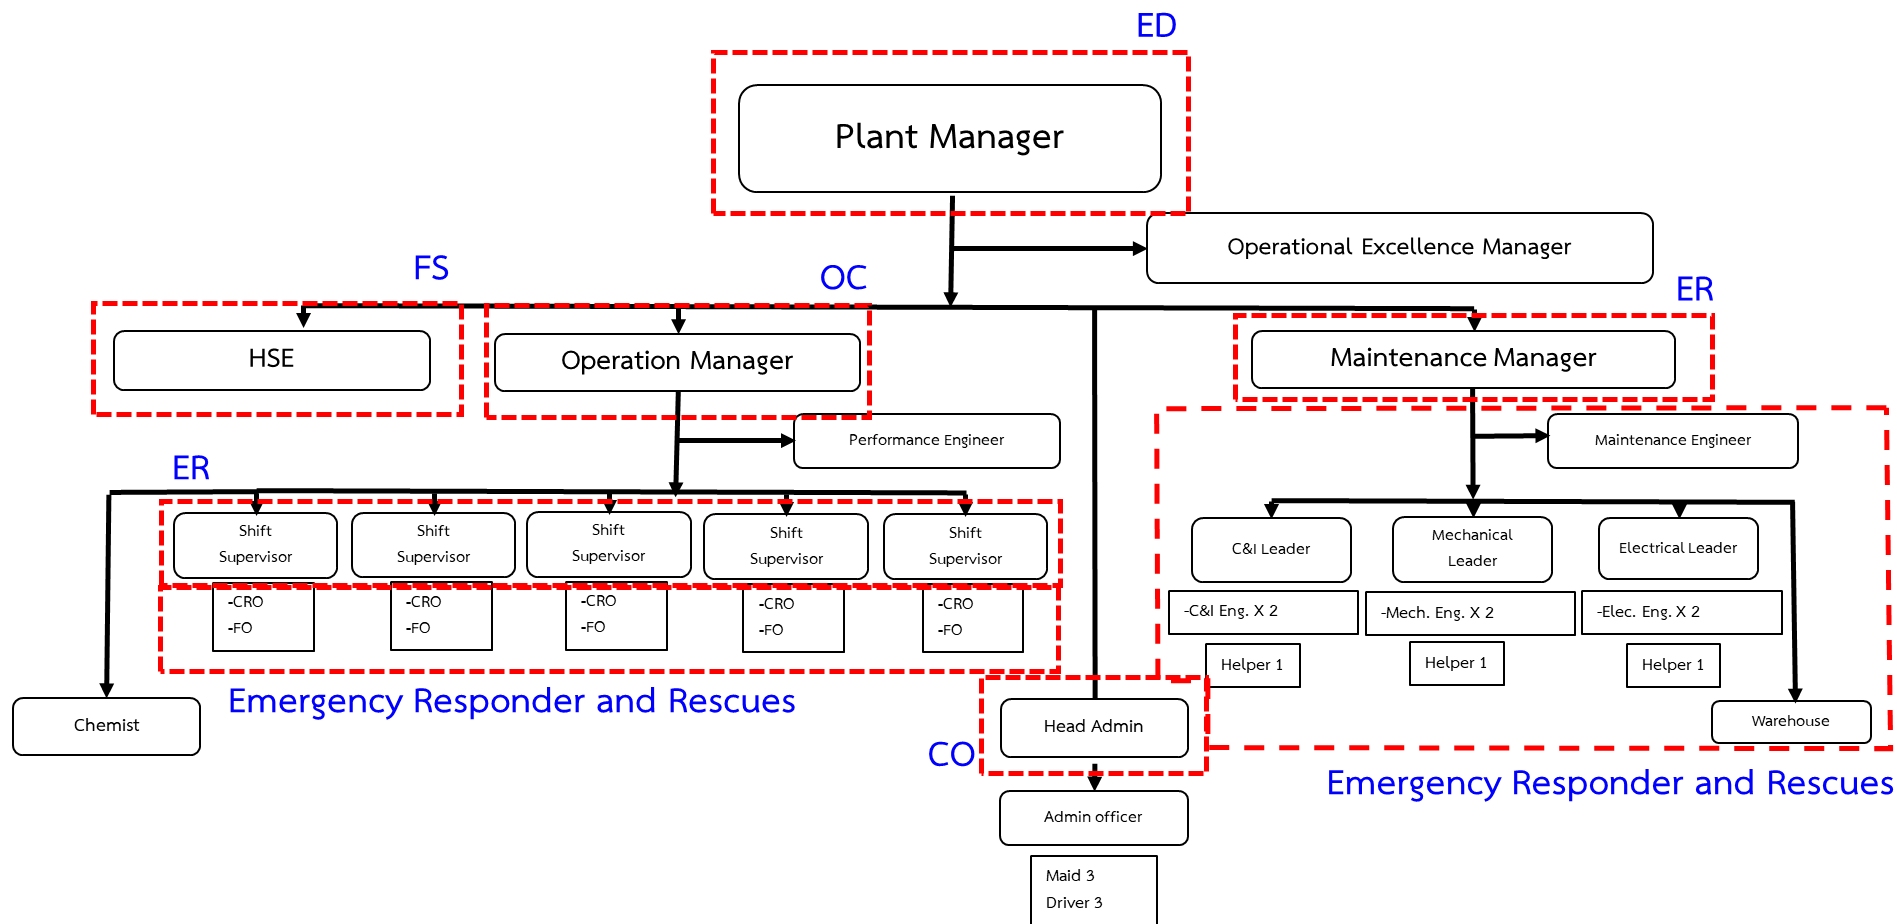 ED
Plant Manager
Operational Excellence Manager
FS
OC
ER
HSE
Operation Manager
Maintenance Manager
Performance Engineer
Maintenance Engineer
ER
Shift
Supervisor
Shift
Supervisor
Shift
Supervisor
Shift
Supervisor
Shift
Supervisor
C&I Leader
Mechanical
Leader
Electrical Leader
-CRO
-FO
-CRO
-FO
-CRO
-FO
-CRO
-FO
-CRO
-FO
-C&I Eng. X 2
-Mech. Eng. X 2
-Elec. Eng. X 2
Helper 1
Helper 1
Helper 1
Emergency Responder and Rescues
Chemist
Head Admin
Warehouse
CO
Emergency Responder and Rescues
Admin officer
Maid 3
Driver 3